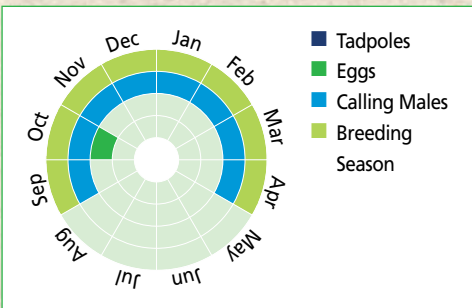 Jan
Feb
Mar
Apr
May
Jun
Jul
Aug
Sep
Oct
Nov
Dec
Tadpoles
Eggs
Calling Males
Breeding
Season